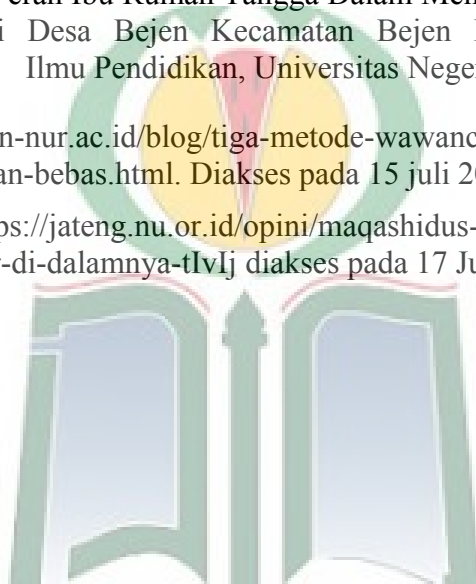 Peran Ibu Rumah Tangga Dalam Men
i Desa Bejen Kecamatan Bejen
Ilmu Pendidikan, Universitas Neger
n-nur.ac.id/blog/tiga-metode-wawanc
an-bebas.html. Diakses pada 15 juli 20
ps://jateng.nu.or.id/opini/maqashidus-
-di-dalamnya-tIvIj diakses pada 17 Ju